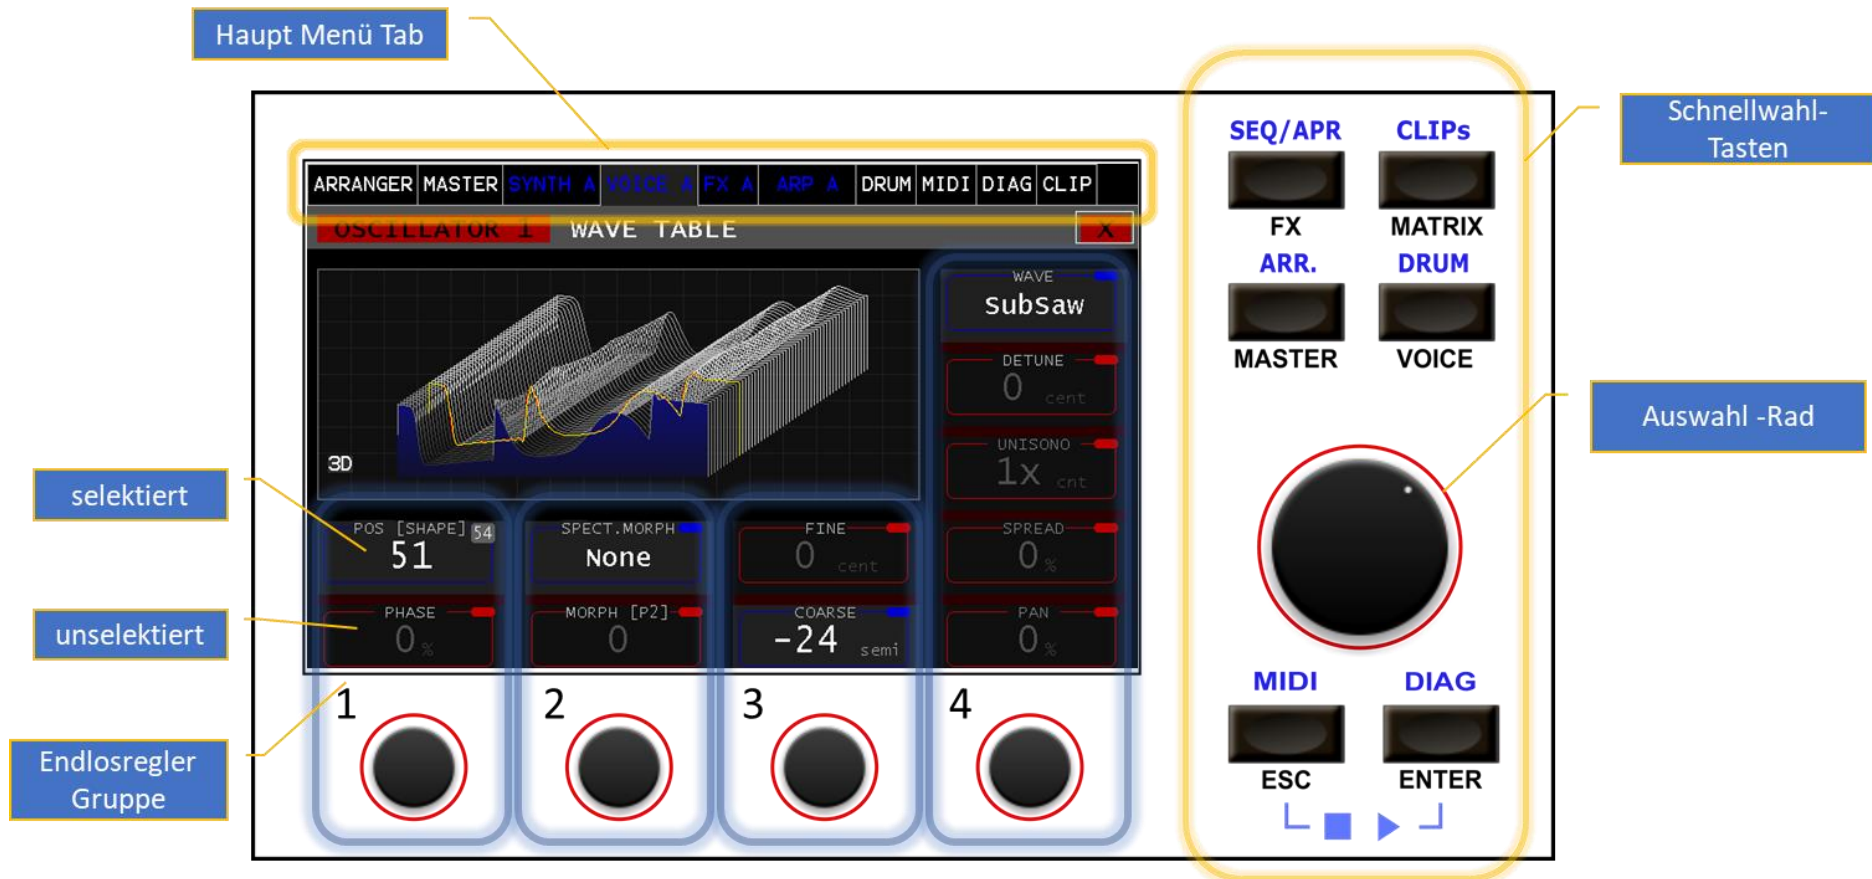 Haupt Menü Tab
Schnellwahl-
Tasten
SEQ/APR CLIPs
FX MATRIX
ARR. DRUM
MASTER VOICE
Auswahl -Rad
ARRANGER MASTER SYNTH A VOICE A FX A ARP A DRUM MIDI DIAG CLIP
OSCILLATOR 1 WAVE TABLE X
3D
WAVE
SubSaw
DETUNE
0 cent
UNISONO
1x cnt
SPREAD
0 %
PAN
0 %
POS [SHAPE] 54
51
PHASE
0 %
SPECT.MORPH
None
MORPH [P2]
0
FINE
0 cent
COARSE
-24 semi
selektiert
unselektiert
Endlosregler
Gruppe
1 2 3 4
MIDI DIAG
ESC ENTER